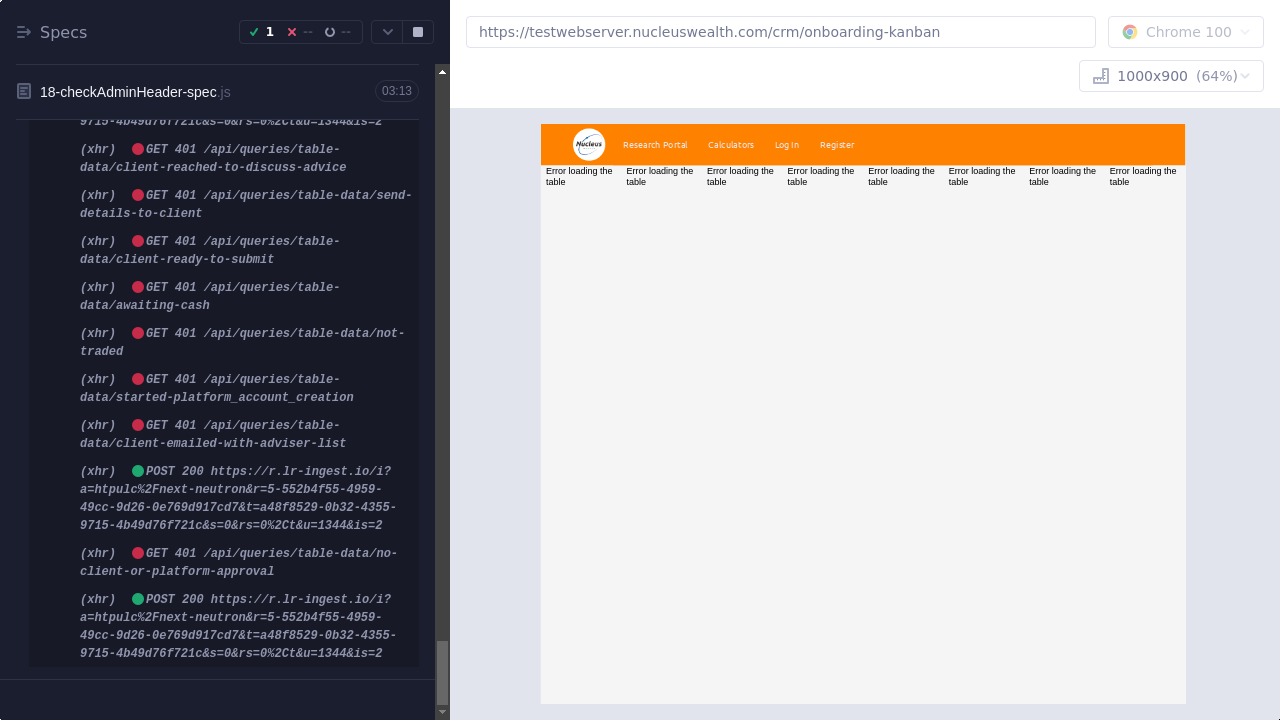 Specs
1 -- --
18-checkAdminHeader-spec.js 03:13
9715-4b49d76f721c&s=0&rs=0%2Ct&u=1344&is=2
(xhr) GET 401 /api/queries/table-
data/client-reached-to-discuss-advice
(xhr) GET 401 /api/queries/table-data/send-
details-to-client
(xhr) GET 401 /api/queries/table-
data/client-ready-to-submit
(xhr) GET 401 /api/queries/table-
data/awaiting-cash
(xhr) GET 401 /api/queries/table-data/not-
traded
(xhr) GET 401 /api/queries/table-
data/started-platform_account_creation
(xhr) GET 401 /api/queries/table-
data/client-emailed-with-adviser-list
(xhr) POST 200 https://r.lr-ingest.io/i?
a=htpulc%2Fnext-neutron&r=5-552b4f55-4959-
49cc-9d26-0e769d917cd7&t=a48f8529-0b32-4355-
9715-4b49d76f721c&s=0&rs=0%2Ct&u=1344&is=2
(xhr) GET 401 /api/queries/table-data/no-
client-or-platform-approval
(xhr) POST 200 https://r.lr-ingest.io/i?
a=htpulc%2Fnext-neutron&r=5-552b4f55-4959-
49cc-9d26-0e769d917cd7&t=a48f8529-0b32-4355-
9715-4b49d76f721c&s=0&rs=0%2Ct&u=1344&is=2
https://testwebserver.nucleuswealth.com/crm/onboarding-kanban
Chrome 100
1000x900 (64%)
Nucleus
Research Portal Calculators Log In Register
Error loading the table
Error loading the table
Error loading the table
Error loading the table
Error loading the table
Error loading the table
Error loading the table
Error loading the table